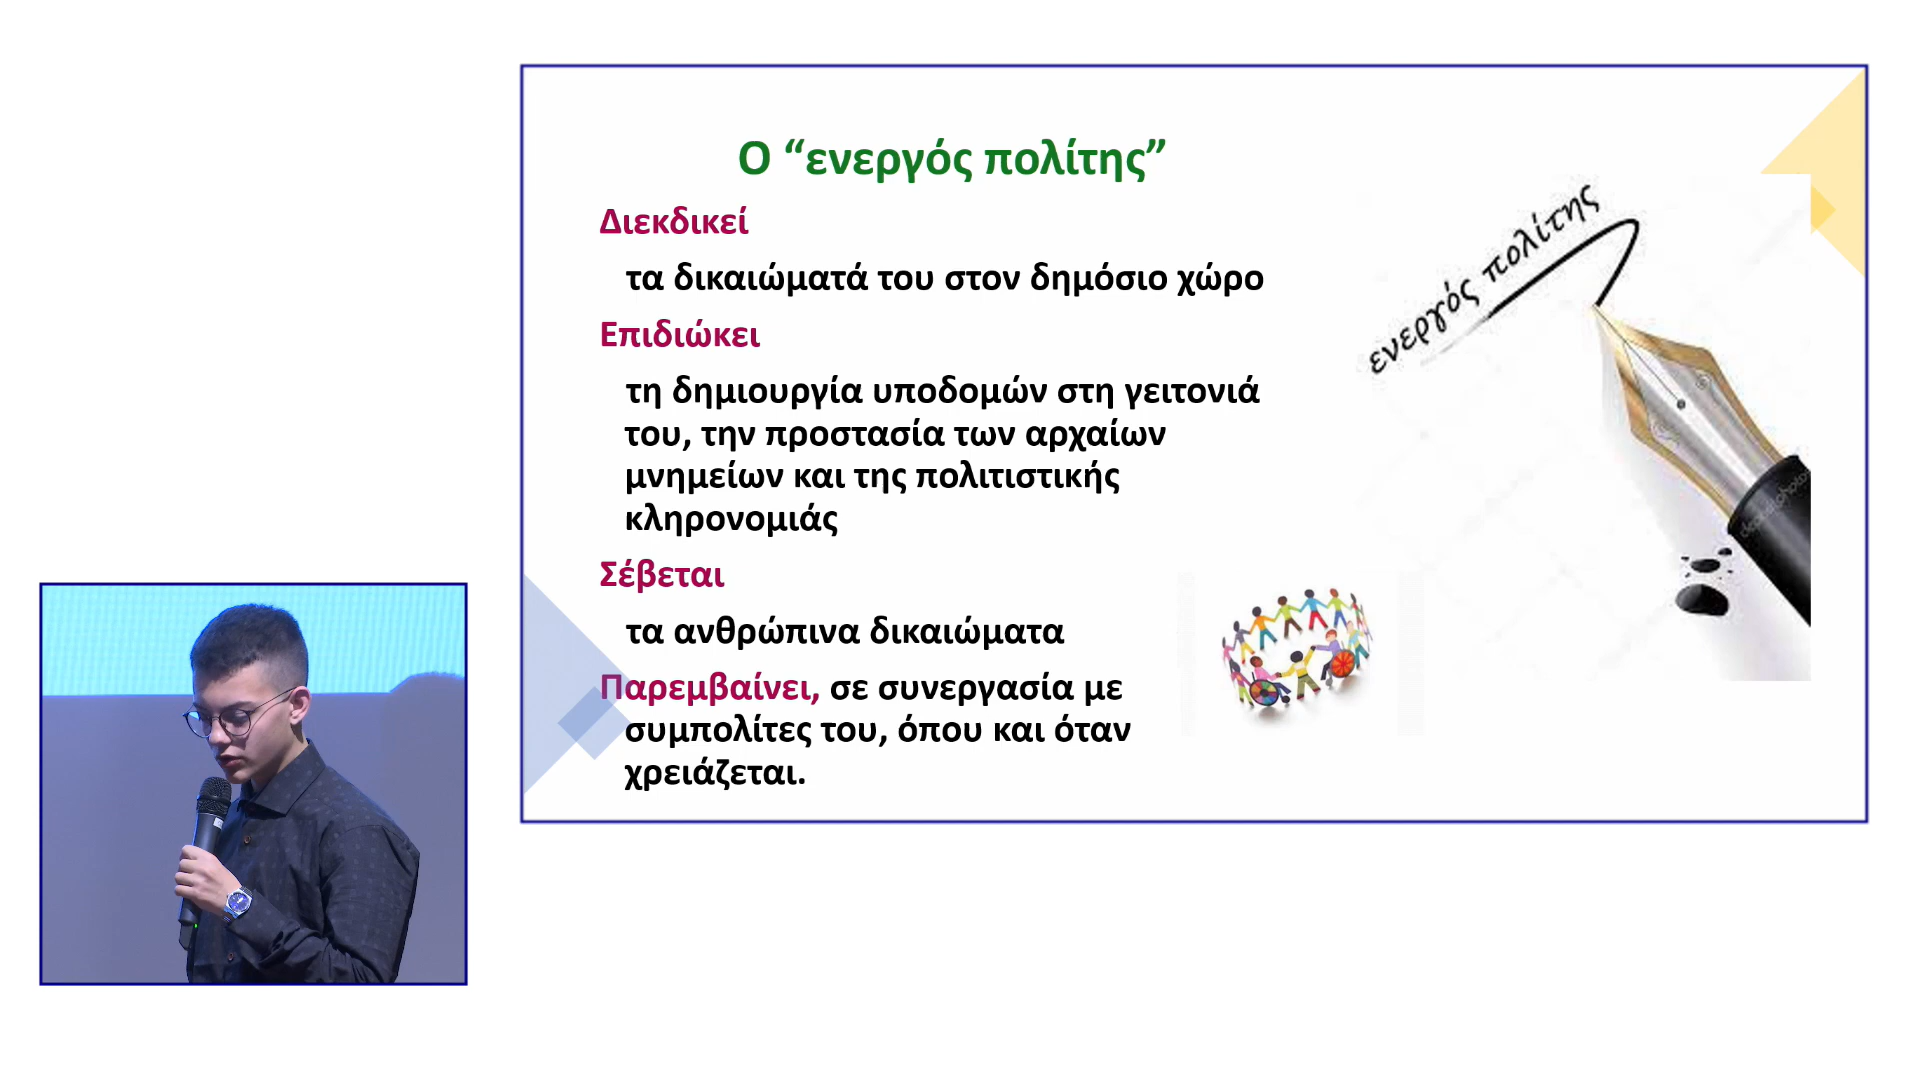 Ο “ενεργός πολίτης”
Διεκδικεί
τα δικαιώματά του στον δημόσιο χώρο
Επιδιώκει
τη δημιουργία υποδομών στη γειτονιά
του, την προστασία των αρχαίων
μνημείων και της πολιτιστικής
κληρονομιάς
Σέβεται
τα ανθρώπινα δικαιώματα
Παρεμβαίνει, σε συνεργασία με
συμπολίτες του, όπου και όταν
χρειάζεται.
ενεργός πολίτης